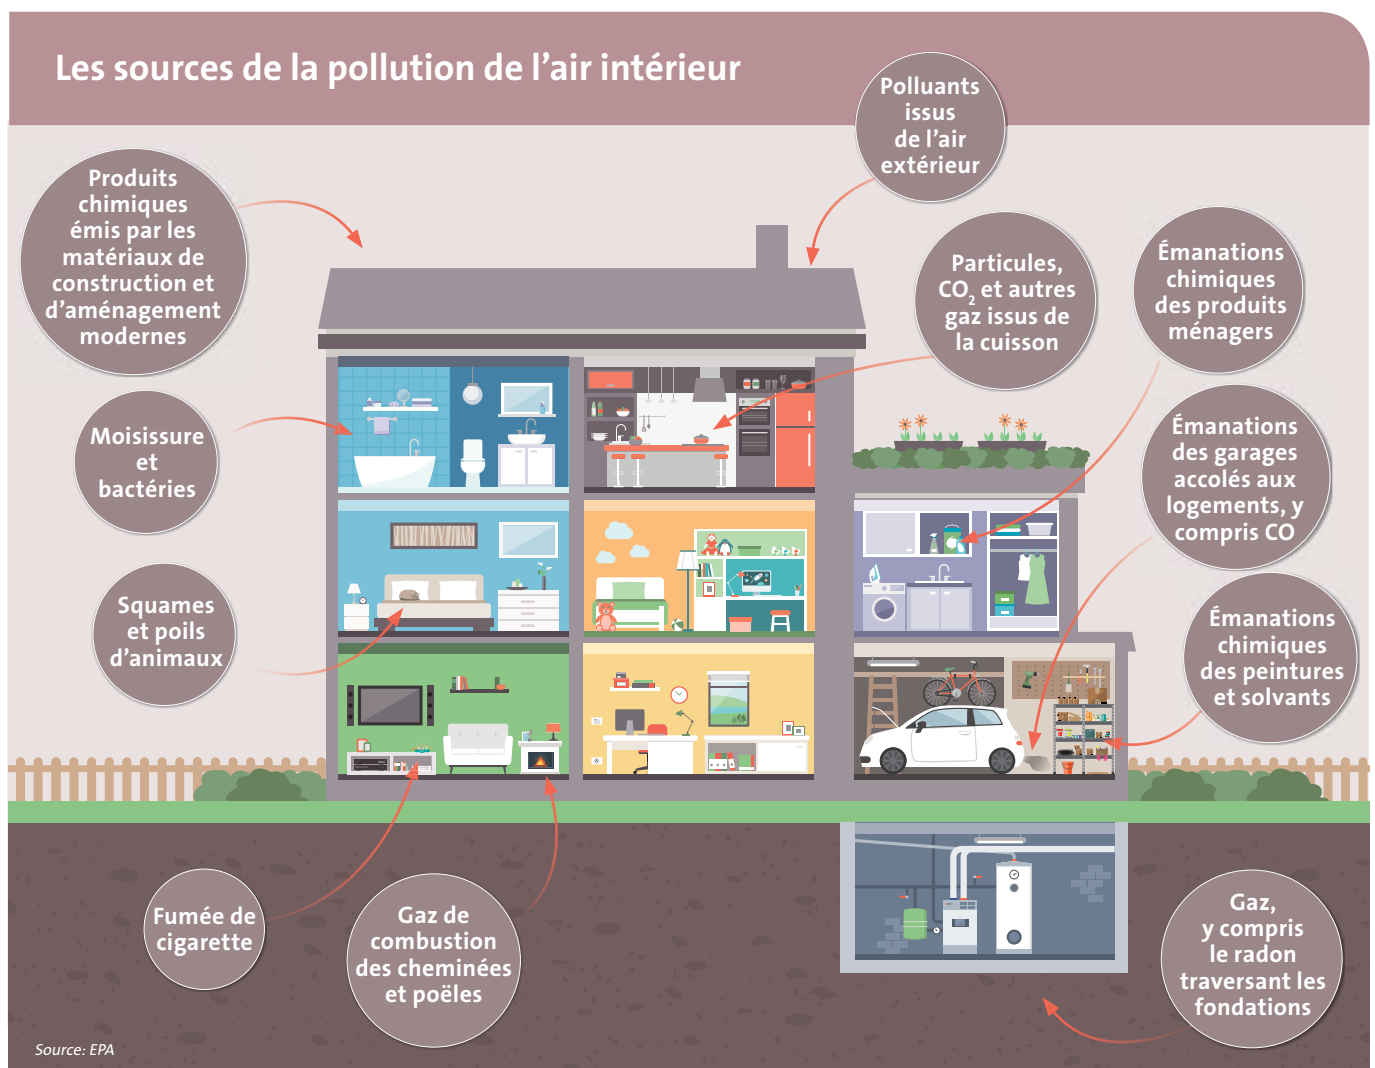 Les sources de la pollution de l'air intérieur
Polluants
issus
de l'air
extérieur
Produits
chimiques
émis par les
matériaux de
construction et
d'aménagement
modernes
Particules,
CO₂ et autres
gaz issus de
la cuisson
Émanations
chimiques
des produits
ménagers
Moisissure
et
bactéries
Émanations
des garages
accolés aux
logements, y
compris CO
Squames
et poils
d'animaux
Émanations
chimiques
des peintures
et solvants
Fumée de
cigarette
Gaz de
combustion
des cheminées
et poëles
Gaz,
y compris
le radon
traversant les
fondations
Source: EPA